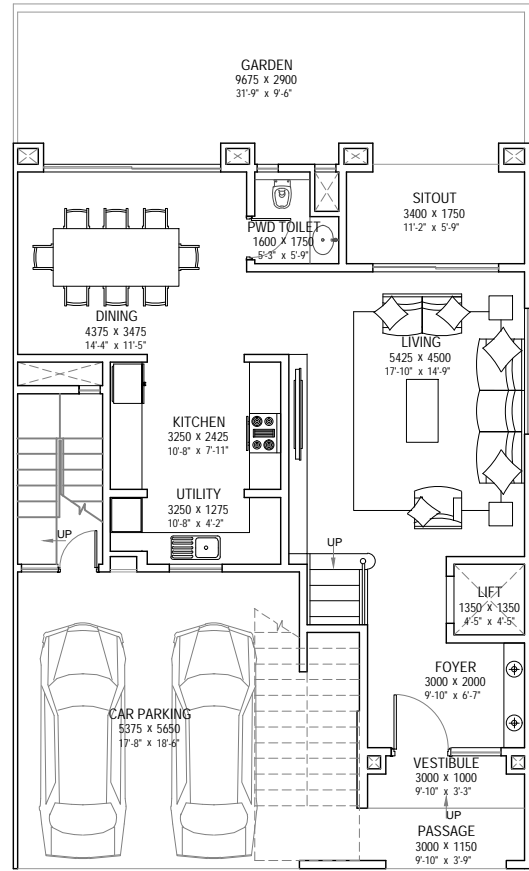 GARDEN
9675 x 2900
31'-9" x 9'-6"
SITOUT
3400 x 1750
11'-2" x 5'-9"
PWD TOILET
1600 x 1750
5'-3" x 5'-9"
DINING
4375 x 3475
14'-4" x 11'-5"
LIVING
5425 x 4500
17'-10" x 14'-9"
KITCHEN
3250 x 2425
10'-8" x 7'-11"
UTILITY
3250 x 1275
10'-8" x 4'-2"
UP
UP
LIFT
1350 x 1350
4'-5" x 4'-5"
FOYER
3000 x 2000
9'-10" x 6'-7"
CAR PARKING
5375 x 5650
17'-8" x 18'-6"
VESTIBULE
3000 x 1000
9'-10" x 3'-3"
UP
PASSAGE
3000 x 1150
9'-10" x 3'-9"